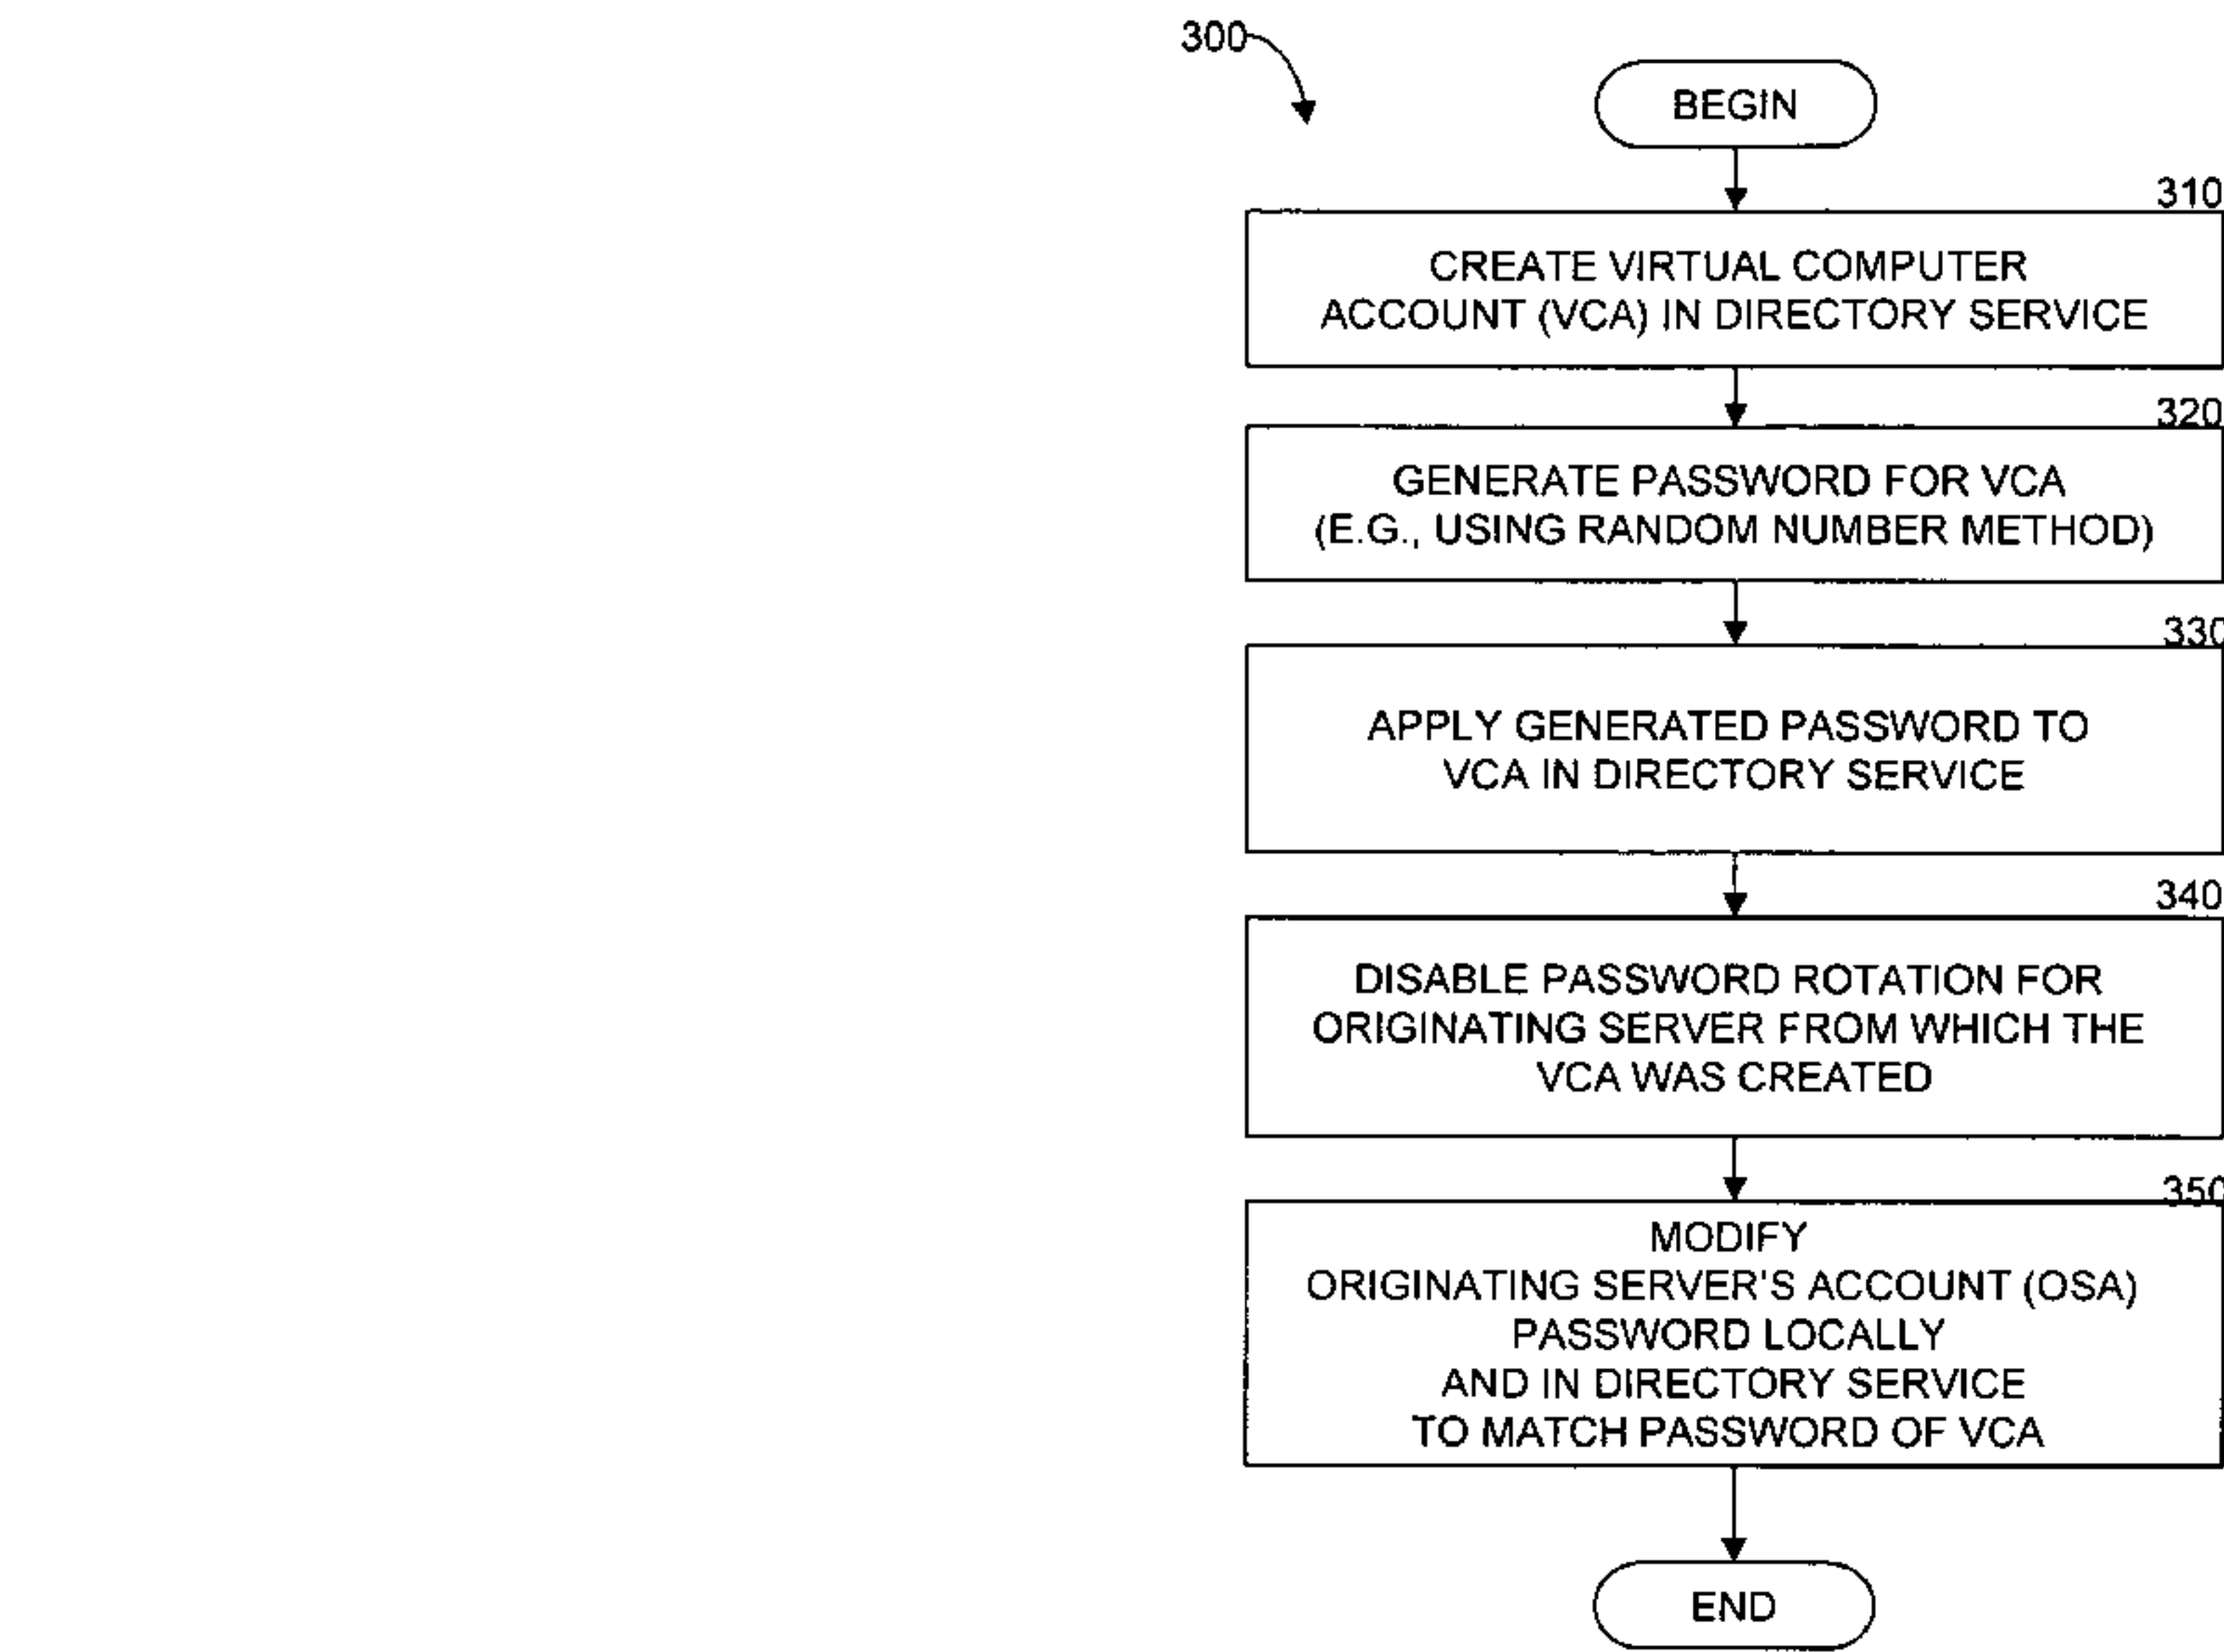 300
BEGIN
310
CREATE VIRTUAL COMPUTER
ACCOUNT (VCA) IN DIRECTORY SERVICE
320
GENERATE PASSWORD FOR VCA
(E.G., USING RANDOM NUMBER METHOD)
330
APPLY GENERATED PASSWORD TO
VCA IN DIRECTORY SERVICE
340
DISABLE PASSWORD ROTATION FOR
ORIGINATING SERVER FROM WHICH THE
VCA WAS CREATED
350
MODIFY
ORIGINATING SERVER'S ACCOUNT (OSA)
PASSWORD LOCALLY
AND IN DIRECTORY SERVICE
TO MATCH PASSWORD OF VCA
END